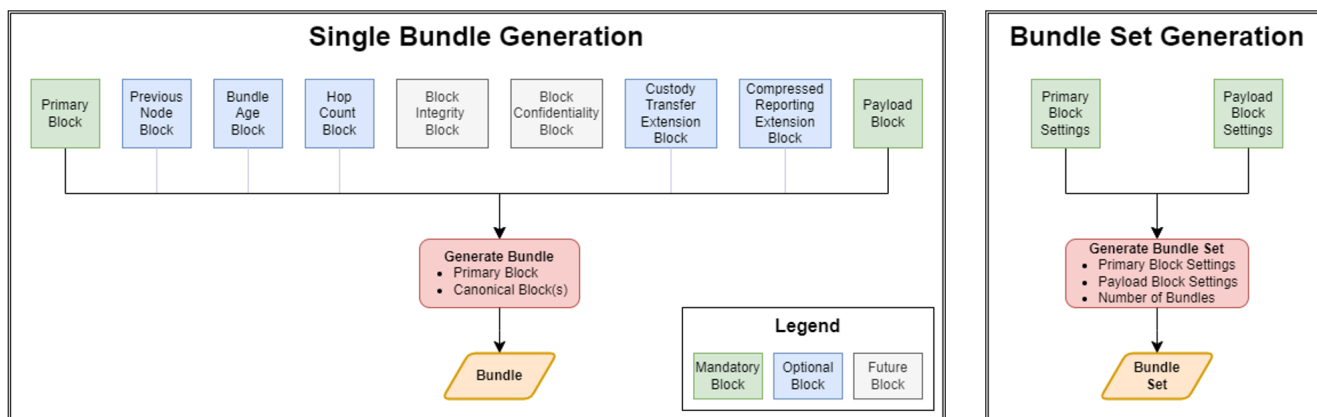 Single Bundle Generation
Primary
Block
Previous
Node
Block
Bundle
Age
Block
Hop
Count
Block
Block
Integrity
Block
Block
Confidentiality
Block
Custody
Transfer
Extension
Block
Compressed
Reporting
Extension
Block
Payload
Block
Generate Bundle
• Primary Block
• Canonical Block(s)
Bundle
Legend
Mandatory
Block
Optional
Block
Future
Block
Bundle Set Generation
Primary
Block
Settings
Payload
Block
Settings
Generate Bundle Set
• Primary Block Settings
• Payload Block Settings
• Number of Bundles
Bundle
Set